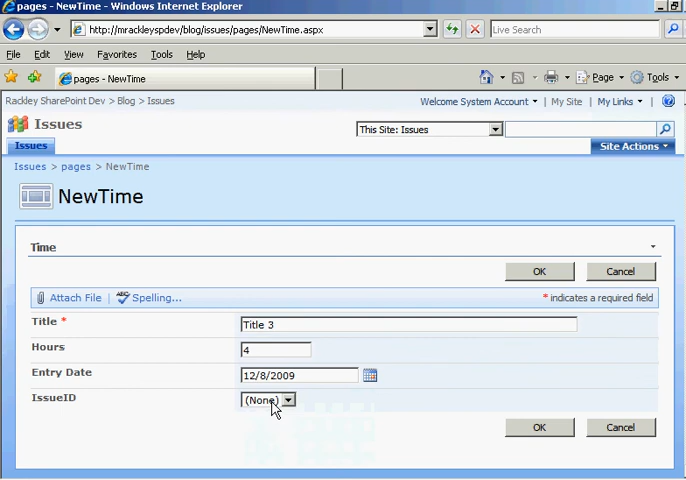 pages - NewTime - Windows Internet Explorer
http://mrackleyspdev/blog/issues/pages/NewTime.aspx
Live Search
File Edit View Favorites Tools Help
pages - NewTime
Page Tools
Rackley SharePoint Dev > Blog > Issues
Welcome System Account | My Site | My Links |
Issues
This Site: Issues
Issues
Site Actions
Issues > pages > NewTime
NewTime
Time
OK Cancel
Attach File | ABC Spelling...
* indicates a required field
Title * Title 3
Hours 4
Entry Date 12/8/2009
IssueID (None)
OK Cancel